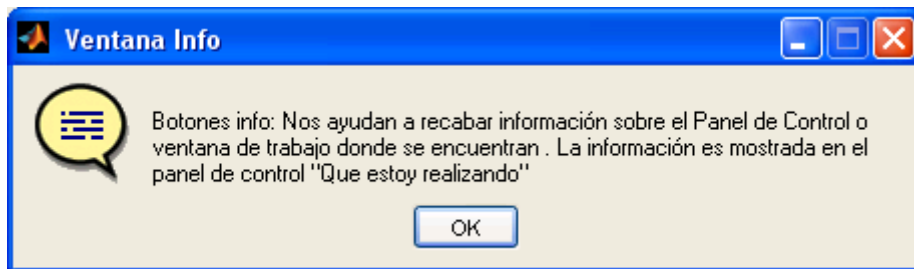 Ventana Info
Botones info: Nos ayudan a recabar información sobre el Panel de Control o
ventana de trabajo donde se encuentran . La información es mostrada en el
panel de control "Que estoy realizando"
OK